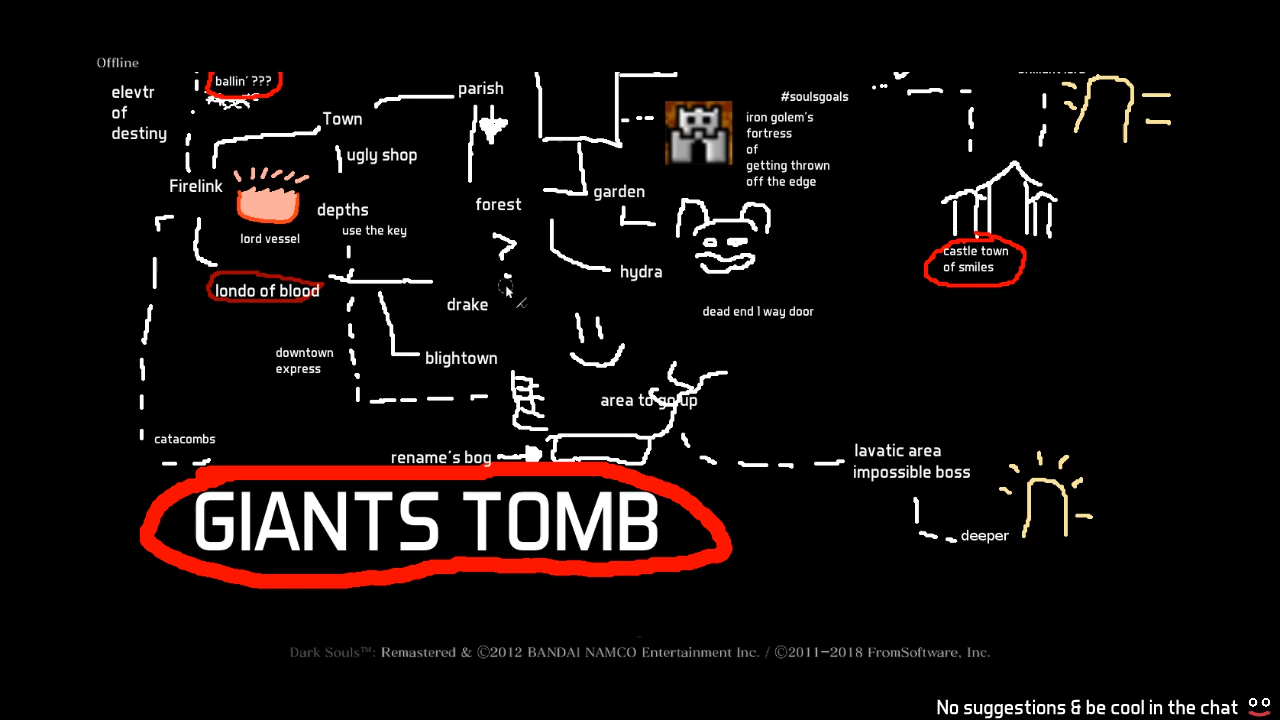 Offline
ballin' ???
elevtr
of
destiny
parish
Town
#soulsgoals
iron golem's
fortress
of
getting thrown
off the edge
ugly shop
Firelink
garden
depths
forest
use the key
lord vessel
castle town
of smiles
hydra
londo of blood
drake
dead end 1 way door
downtown
express
blightown
area to go up
catacombs
rename's bog
lavatic area
impossible boss
GIANTS TOMB
deeper
Dark Souls™: Remastered & ©2012 BANDAI NAMCO Entertainment Inc. / ©2011-2018 FromSoftware, Inc.
No suggestions & be cool in the chat